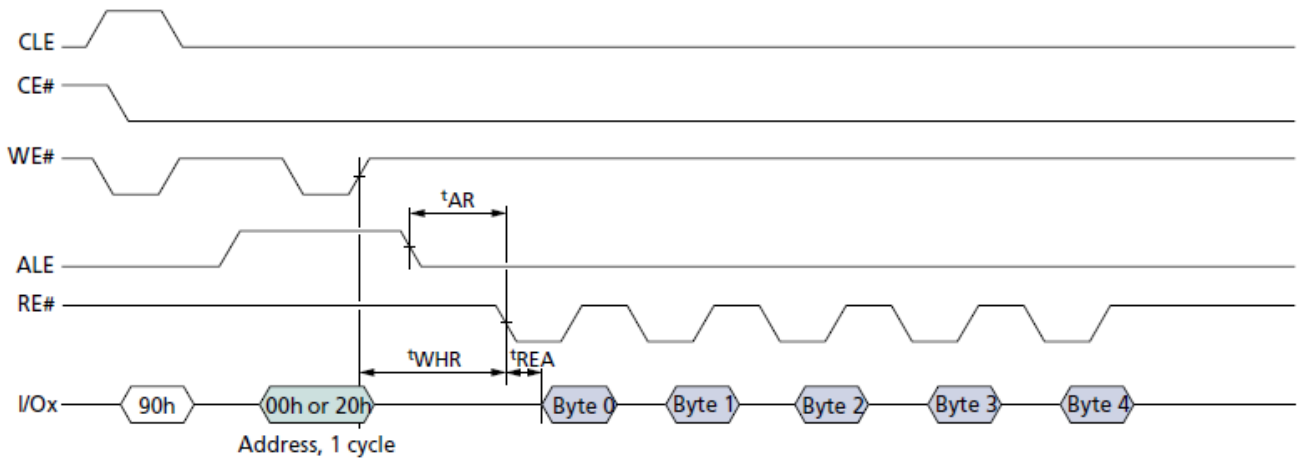 CLE
CE#
WE#
tAR
ALE
RE#
tWHR tREA
I/Ox 90h 00h or 20h Byte 0 Byte 1 Byte 2 Byte 3 Byte 4
Address, 1 cycle